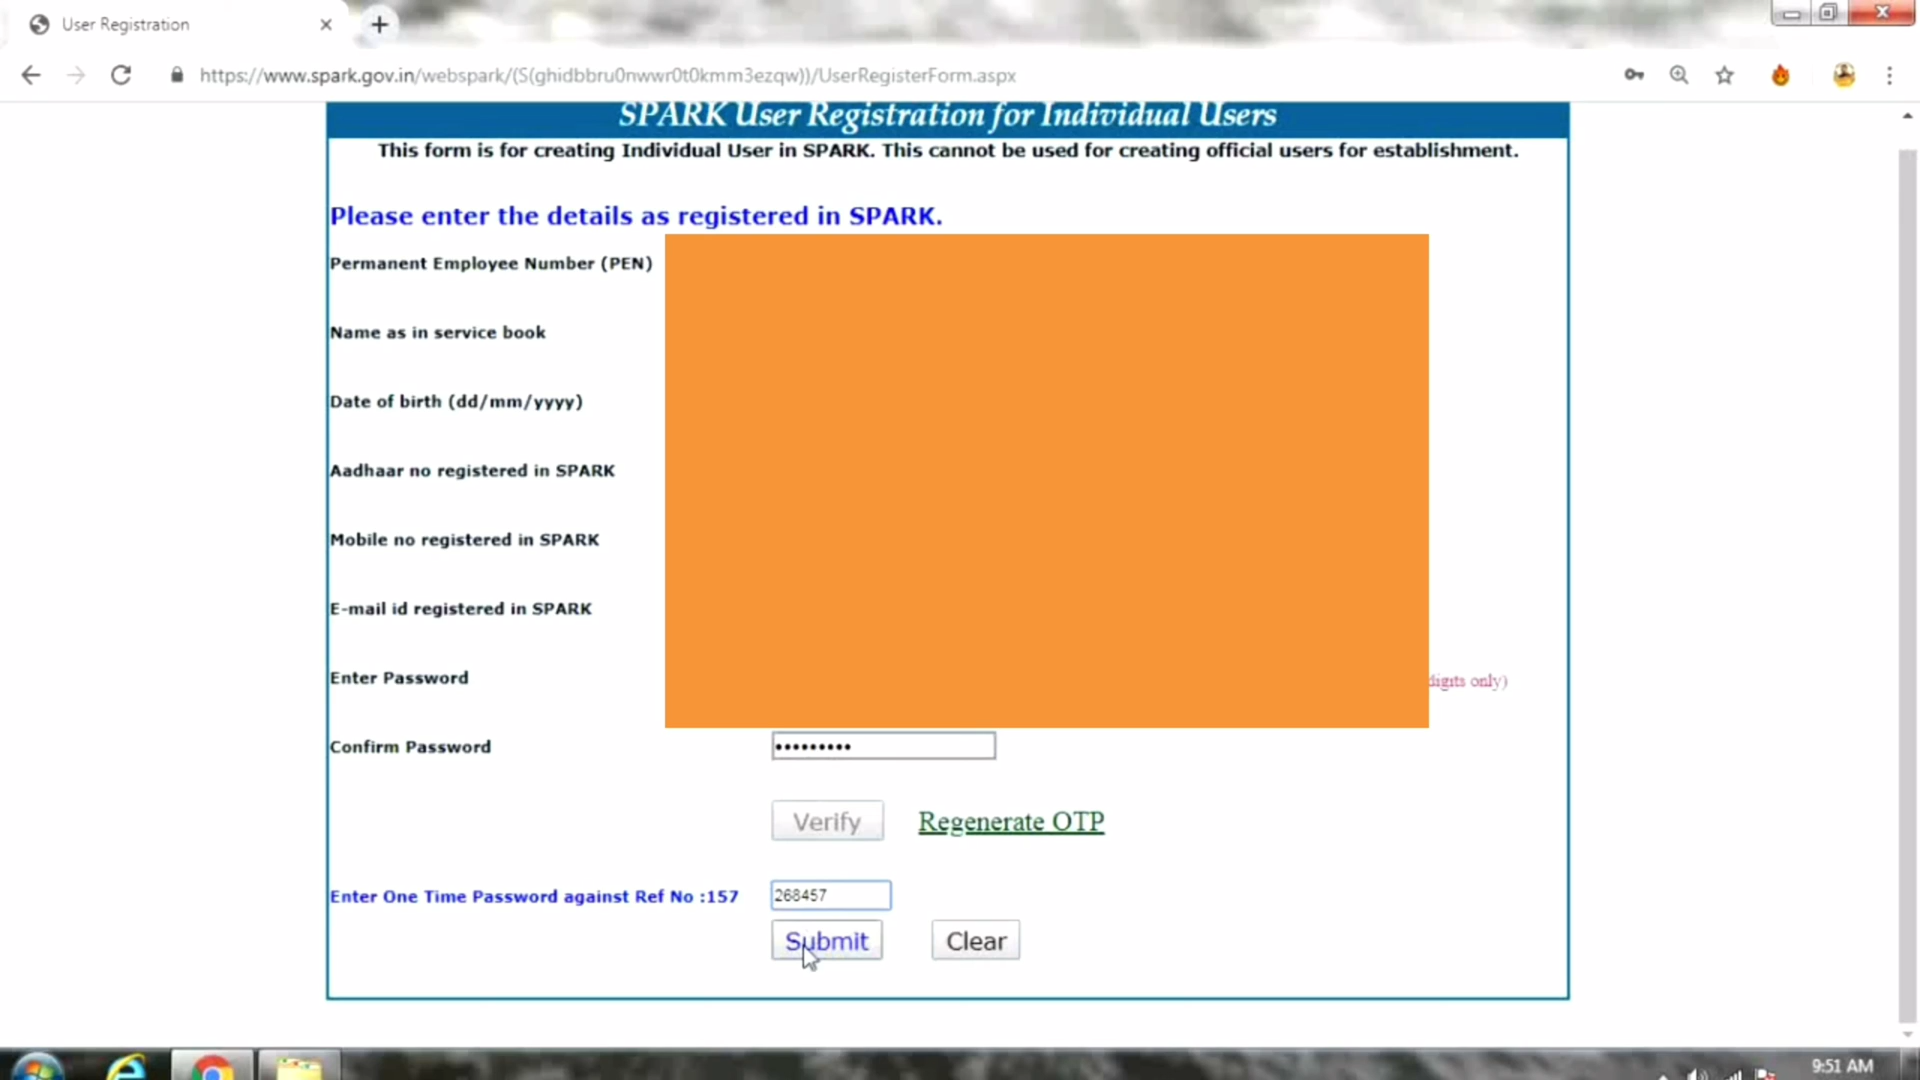 User Registration
https://www.spark.gov.in/webspark/(S(ghidbbru0nwwr0t0kmm3ezqw))/UserRegisterForm.aspx
SPARK User Registration for Individual Users
This form is for creating Individual User in SPARK. This cannot be used for creating official users for establishment.
Please enter the details as registered in SPARK.
Permanent Employee Number (PEN)
Name as in service book
Date of birth (dd/mm/yyyy)
Aadhaar no registered in SPARK
Mobile no registered in SPARK
E-mail id registered in SPARK
Enter Password digits only)
Confirm Password •••••••••
Verify Regenerate OTP
Enter One Time Password against Ref No :157 268457
Submit Clear
9:51 AM